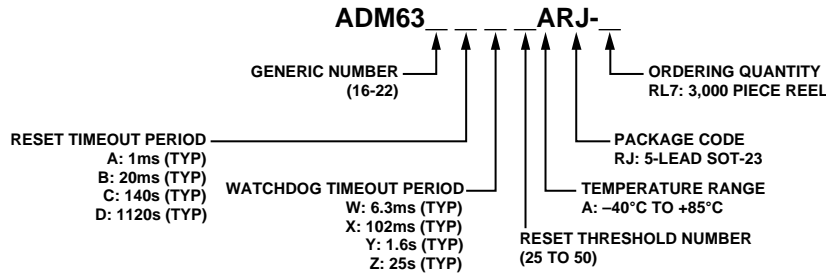 ADM63_ _ _ _ARJ-_
GENERIC NUMBER
(16-22)
ORDERING QUANTITY
RL7: 3,000 PIECE REEL
RESET TIMEOUT PERIOD
A: 1ms (TYP)
B: 20ms (TYP)
C: 140s (TYP)
D: 1120s (TYP)
PACKAGE CODE
RJ: 5-LEAD SOT-23
WATCHDOG TIMEOUT PERIOD
W: 6.3ms (TYP)
X: 102ms (TYP)
Y: 1.6s (TYP)
Z: 25s (TYP)
TEMPERATURE RANGE
A: –40°C TO +85°C
RESET THRESHOLD NUMBER
(25 TO 50)